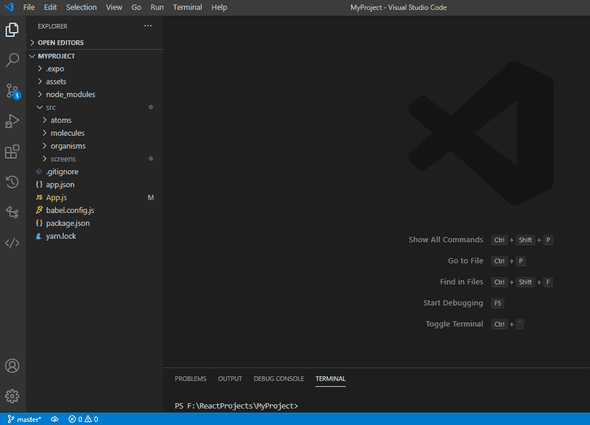 File Edit Selection View Go Run Terminal Help MyProject - Visual Studio Code
EXPLORER ...
OPEN EDITORS
MYPROJECT
.expo
assets
node_modules
src
atoms
molecules
organisms
screens
.gitignore
{} app.json
JS App.js M
babel.config.js
{} package.json
yarn.lock
3
Show All Commands Ctrl + Shift + P
Go to File Ctrl + P
Find in Files Ctrl + Shift + F
Start Debugging F5
Toggle Terminal Ctrl + `
PROBLEMS OUTPUT DEBUG CONSOLE TERMINAL
PS F:\ReactProjects\MyProject>
master* 0 0